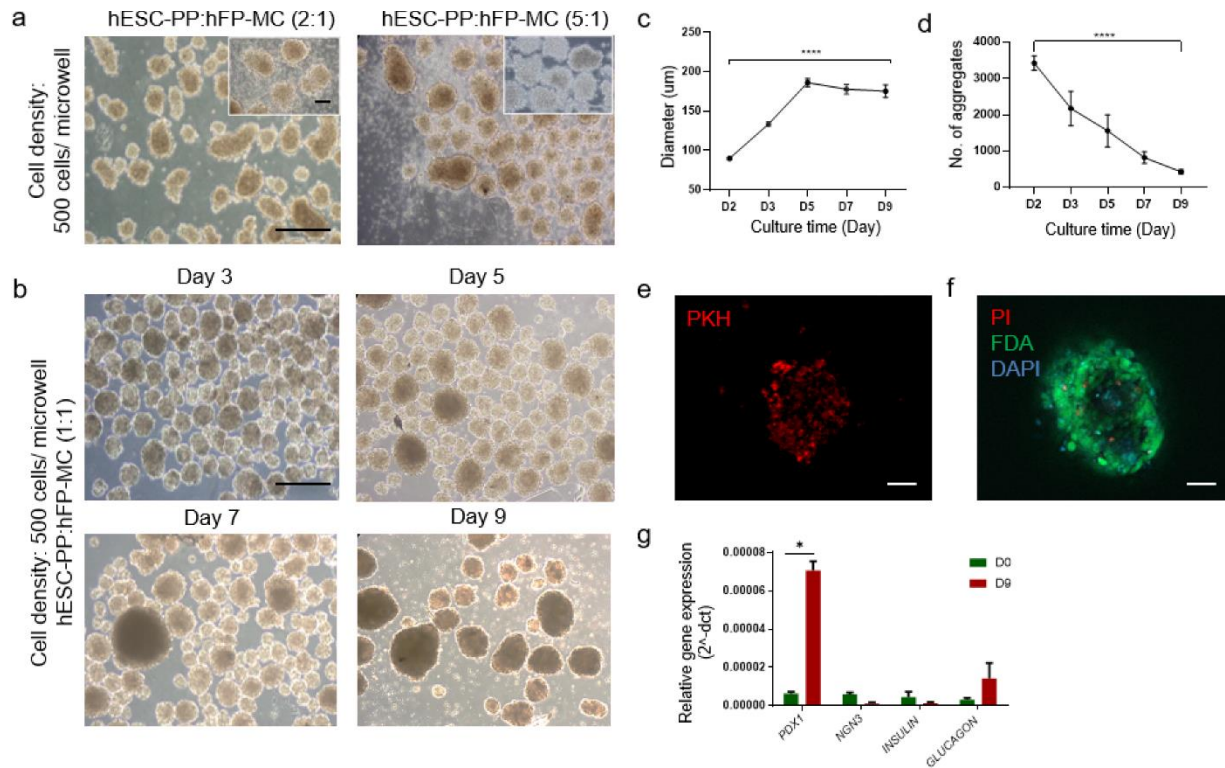 a
hESC-PP:hFP-MC (2:1)
hESC-PP:hFP-MC (5:1)
Cell density:
500 cells/ microwell
b
Cell density: 500 cells/ microwell
hESC-PP:hFP-MC (1:1)
Day 3
Day 5
Day 7
Day 9
c
****
Diameter (um)
200
150
100
50
D2 D3 D5 D7 D9
Culture time (Day)
d
****
No. of aggregates
4000
3000
2000
1000
0
D2 D3 D5 D7 D9
Culture time (Day)
e
PKH
f
PI
FDA
DAPI
g
*
D0
D9
Relative gene expression
(2^-dct)
0.00008
0.00006
0.00004
0.00002
0.00000
PDX1
NGN3
INSULIN
GLUCAGON